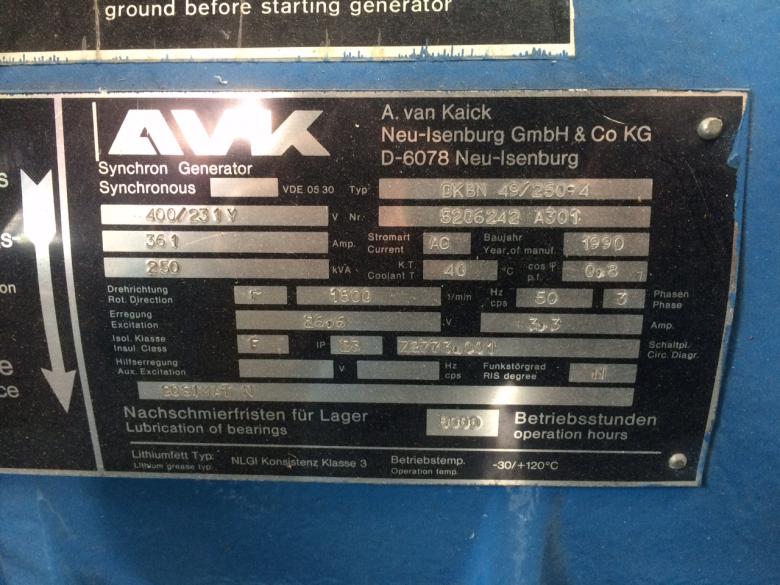 ground before starting generator
AVK
A. van Kaick
Neu-Isenburg GmbH & Co KG
D-6078 Neu-Isenburg
Synchron Generator
Synchronous VDE 0530 Typ DKBN 49/250-4
400/231Y V Nr. 6206242 A301
361 Amp. Stromart Current AG Baujahr Year of manuf. 1990
250 kVA K.T. Coolant T 40 °C cos φ p.f. 0,8
Drehrichtung Rot. Direction 1/min Hz cps 50 3 Phasen Phase
Erregung Excitation 26,6 V 3,3 Amp.
Isol. Klasse Insul. Class F IP 23 Schaltpl. Circ. Diagr.
Hilfserregung Aux. Excitation V Hz cps Funkstörgrad RIS degree N
COSIMAT N
Nachschmierfristen für Lager Betriebsstunden
Lubrication of bearings operation hours
Lithiumfett Typ: NLGI Konsistenz Klasse 3 Betriebstemp. -30/+120°C
Lithium grease typ: Operation temp.